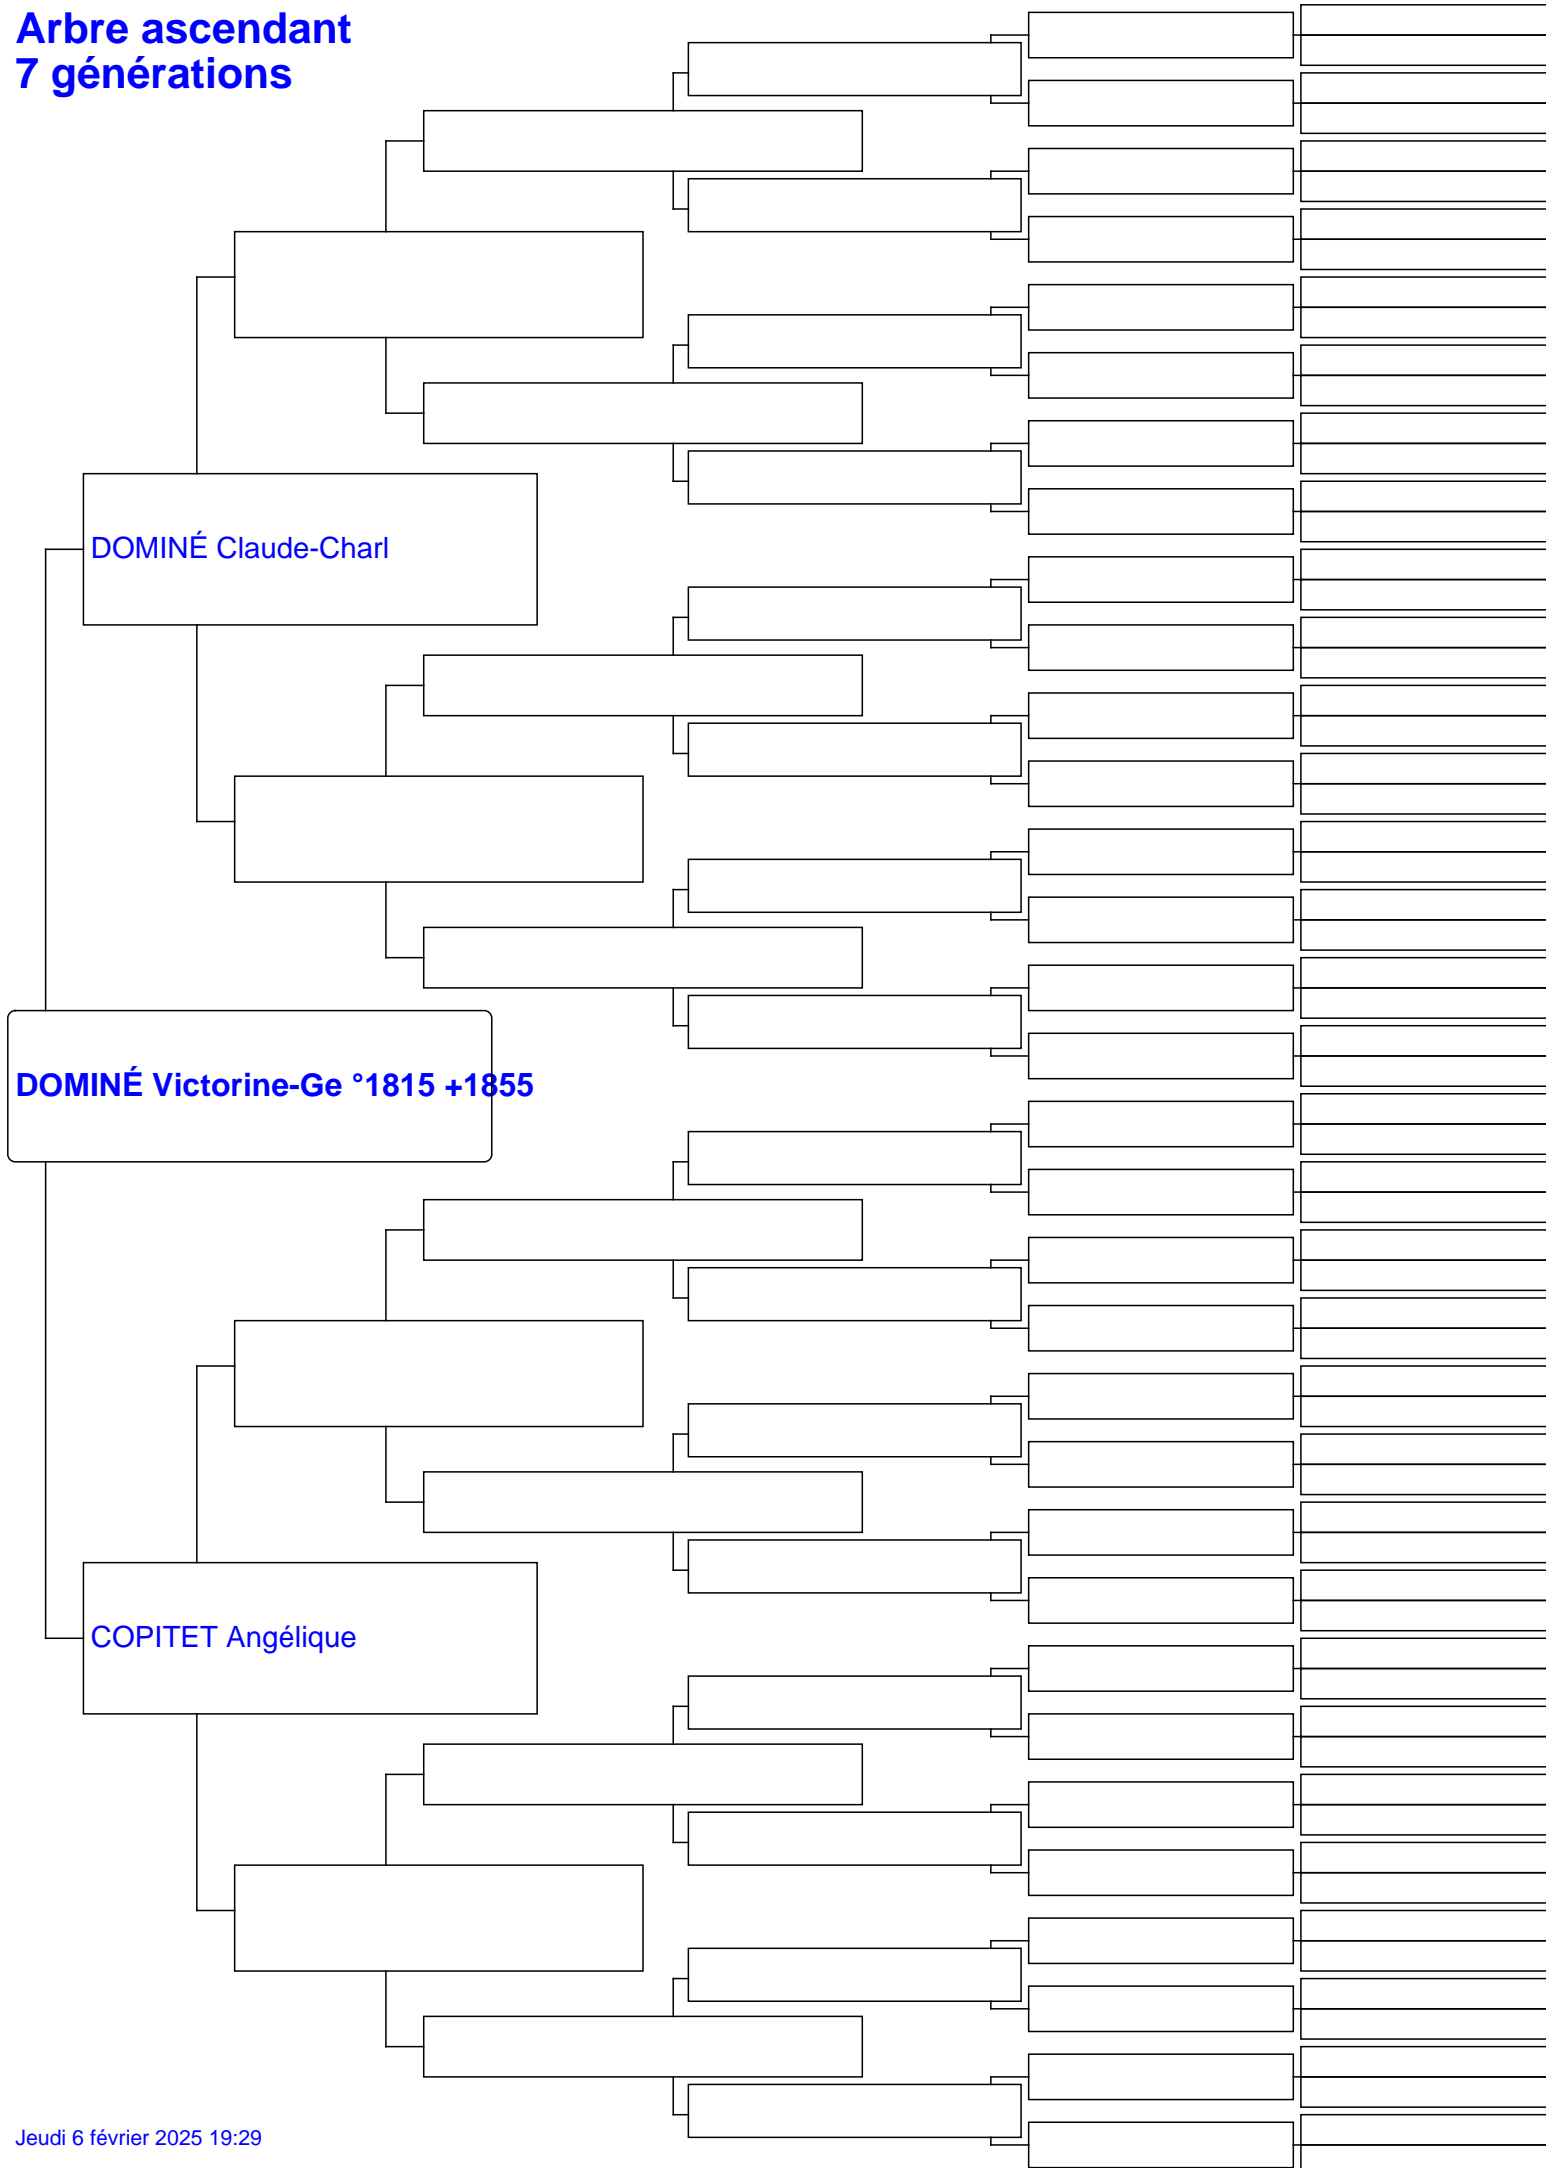 Arbre ascendant
7 générations
DOMINÉ Claude-Charl
DOMINÉ Victorine-Ge °1815 +1855
COPITET Angélique
Jeudi 6 février 2025 19:29